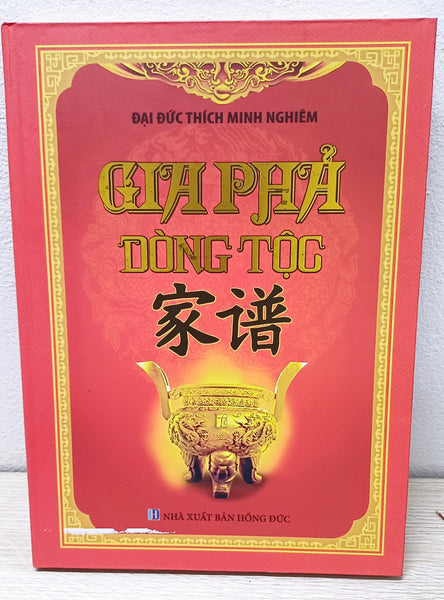 ĐẠI ĐỨC THÍCH MINH NGHIÊM
GIA PHẢ
DÒNG TỘC
家谱
NHÀ XUẤT BẢN HỒNG ĐỨC